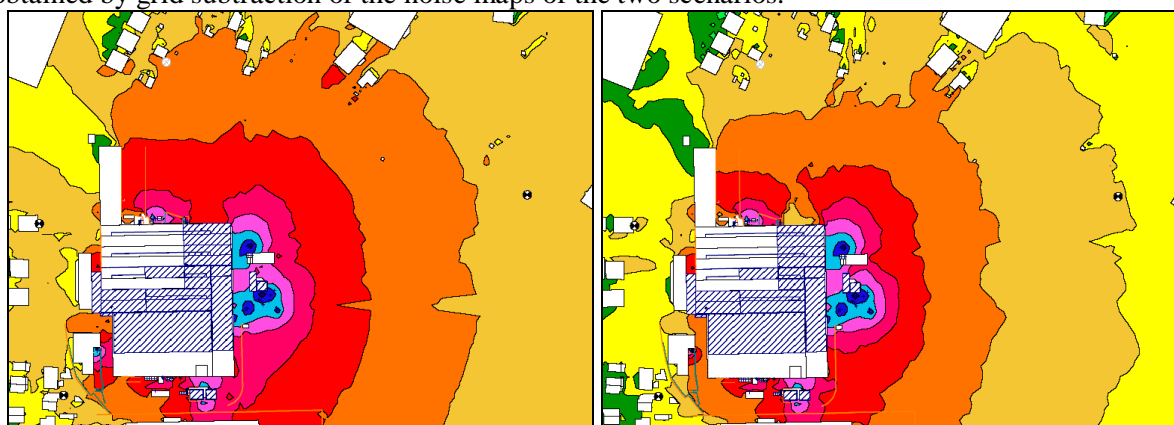 obtained by grid subtraction of the noise maps of the two scenarios.